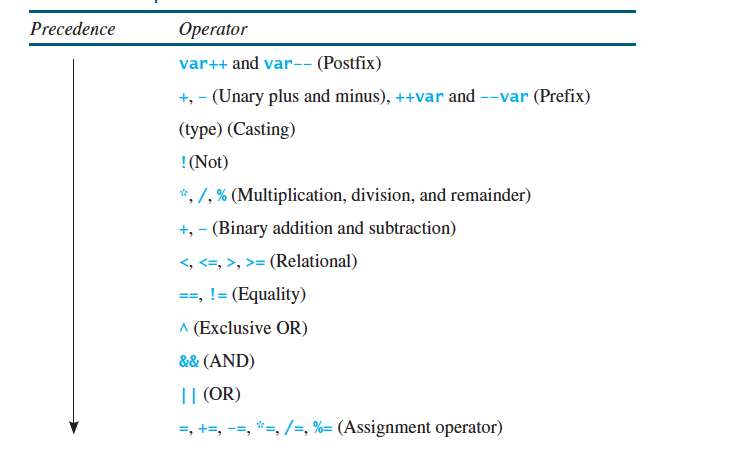 Precedence Operator
var++ and var-- (Postfix)
+, - (Unary plus and minus), ++var and --var (Prefix)
(type) (Casting)
!(Not)
*, /, % (Multiplication, division, and remainder)
+, - (Binary addition and subtraction)
<, <=, >, >= (Relational)
==, != (Equality)
^ (Exclusive OR)
&& (AND)
|| (OR)
=, +=, -=, *=, /=, %= (Assignment operator)